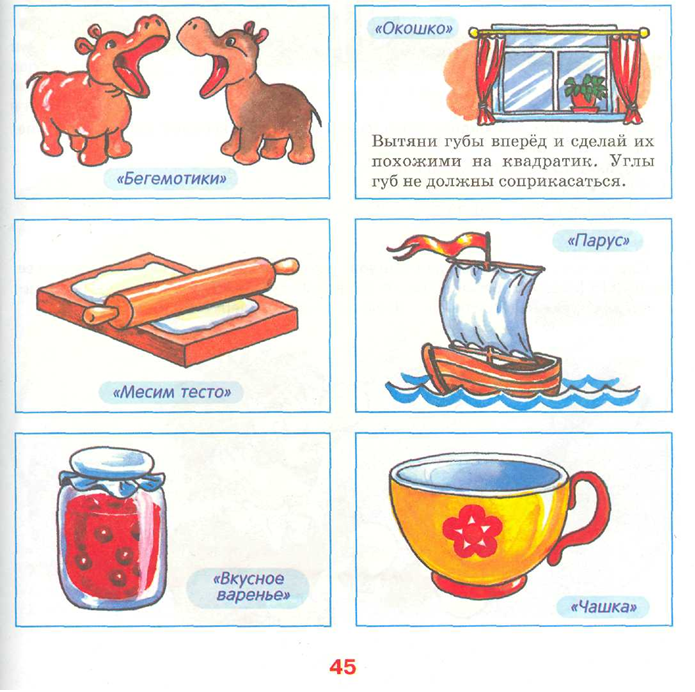 «Бегемотики»
«Окошко»
Вытяни губы вперёд и сделай их
похожими на квадратик. Углы
губ не должны соприкасаться.
«Месим тесто»
«Парус»
«Вкусное
варенье»
«Чашка»
45